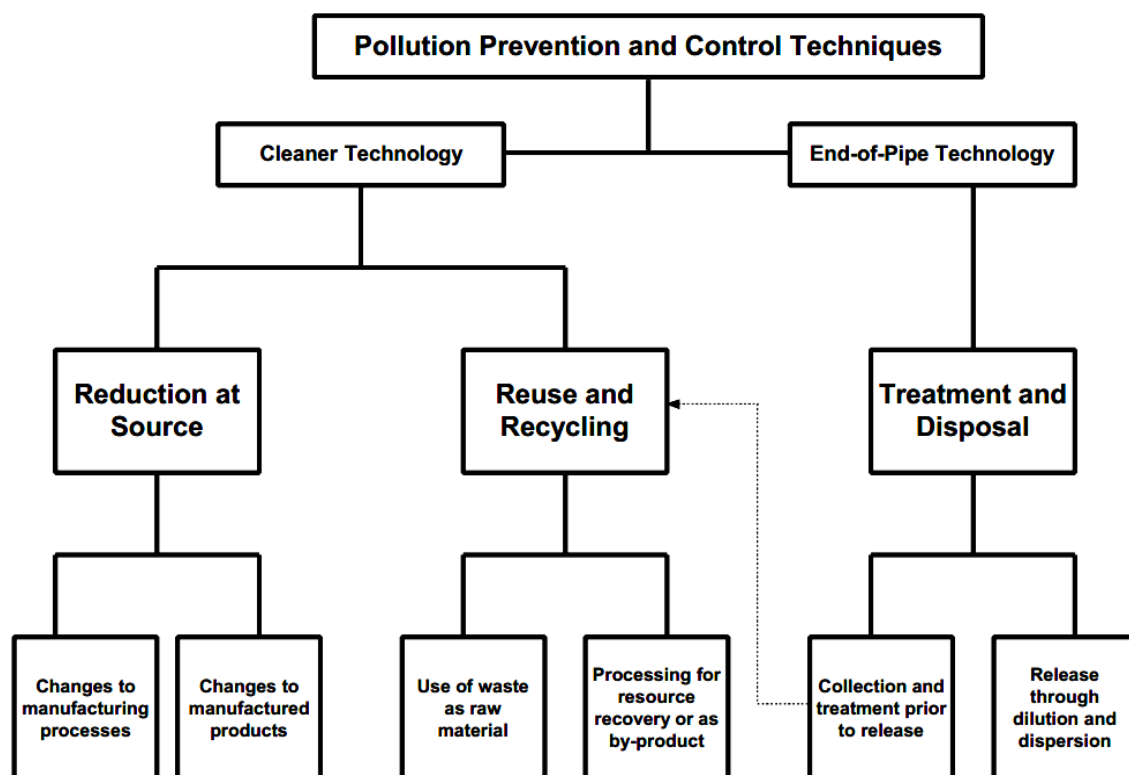 Pollution Prevention and Control Techniques
Cleaner Technology
End-of-Pipe Technology
Reduction at
Source
Reuse and
Recycling
Treatment and
Disposal
Changes to
manufacturing
processes
Changes to
manufactured
products
Use of waste
as raw
material
Processing for
resource
recovery or as
by-product
Collection and
treatment prior
to release
Release
through
dilution and
dispersion